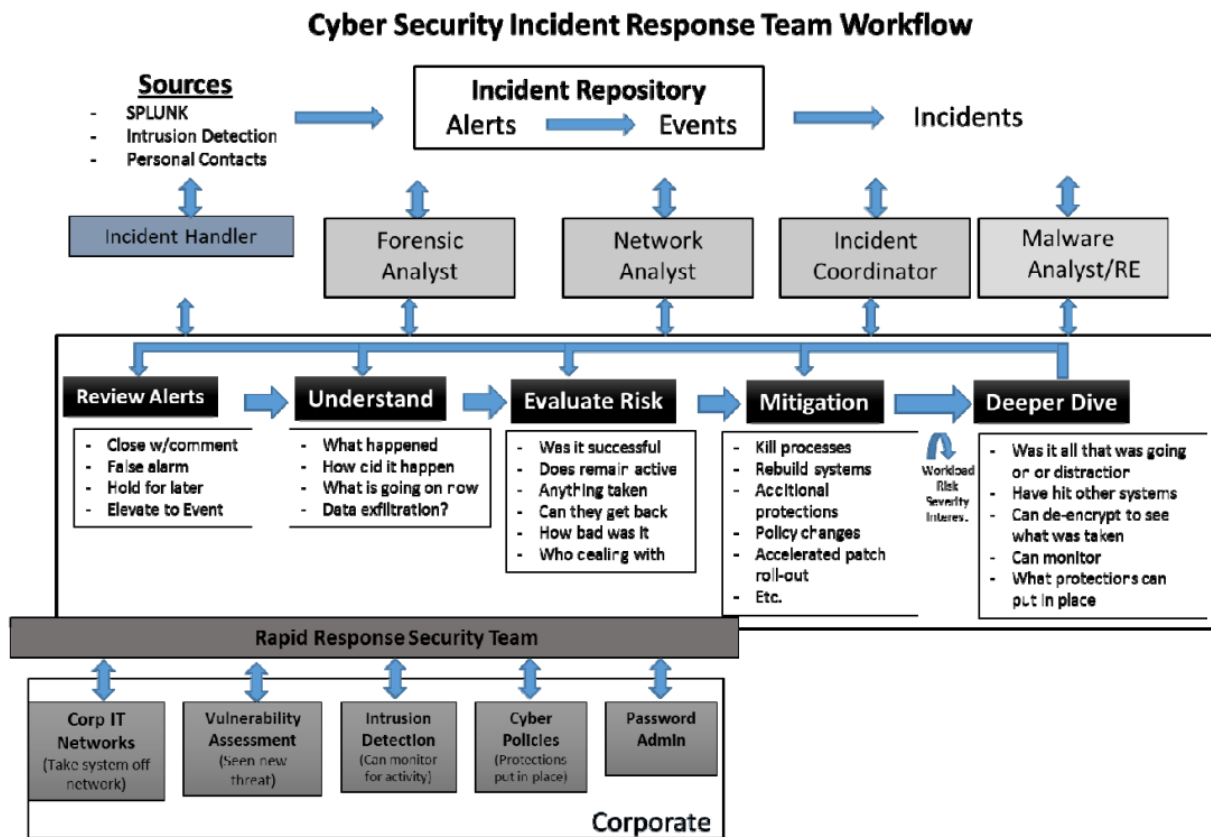 Cyber Security Incident Response Team Workflow
Sources
- SPLUNK
- Intrusion Detection
- Personal Contacts
Incident Repository
Alerts Events
Incidents
Incident Handler
Forensic
Analyst
Network
Analyst
Incident
Coordinator
Malware
Analyst/RE
Review Alerts
- Close w/comment
- False alarm
- Hold for later
- Elevate to Event
Understand
- What happened
- How cid it happen
- What is going on now
- Data exfiltration?
Evaluate Risk
- Was it successful
- Does remain active
- Anything taken
- Can they get back
- How bad was it
- Who cealing with
Mitigation
- Kill processes
- Rebuild systems
- Accitional
protections
- Policy changes
- Accelerated patch
roll-out
- Etc.
Workload
Risk
Severity
Interes.
Deeper Dive
- Was it all that was going
or or distraction
- Have hit other systems
- Can de-encrypt to see
what was taken
- Can monitor
- What protections can
put in place
Rapid Response Security Team
Corp IT
Networks
(Take system off
network)
Vulnerability
Assessment
(Seen new
threat)
Intrusion
Detection
(Can monitor
for activity)
Cyber
Policies
(Protections
put in place)
Password
Admin
Corporate